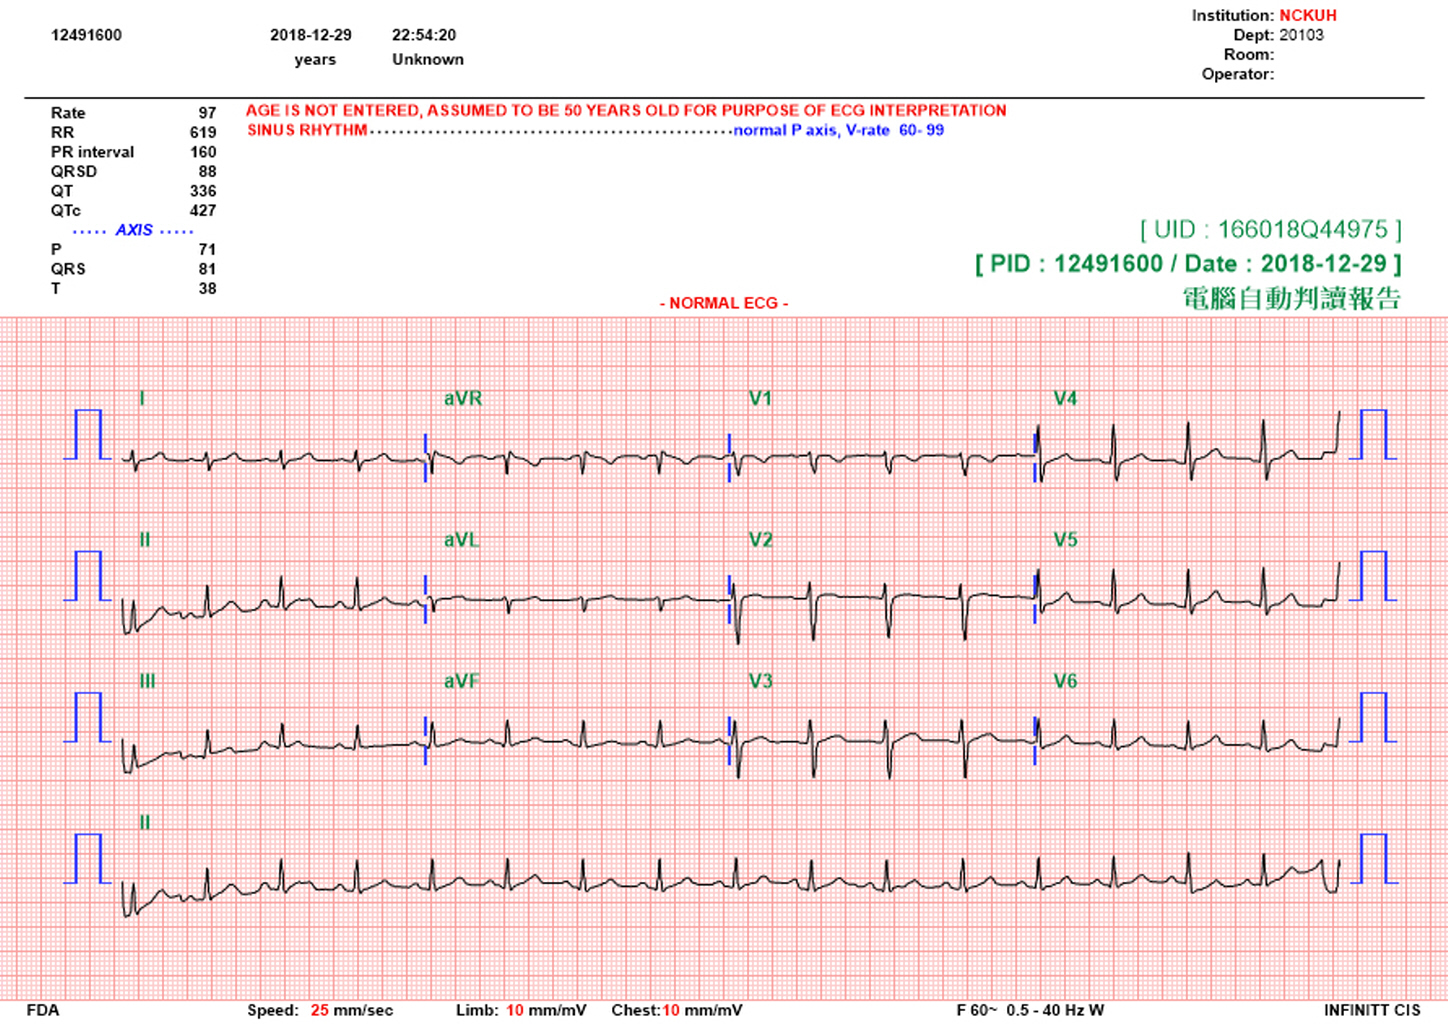 Institution: NCKUH
12491600 2018-12-29 22:54:20 Dept: 20103
years Unknown Room:
Operator:
Rate 97 AGE IS NOT ENTERED, ASSUMED TO BE 50 YEARS OLD FOR PURPOSE OF ECG INTERPRETATION
RR 619 SINUS RHYTHM..................................................normal P axis, V-rate 60- 99
PR interval 160
QRSD 88
QT 336
QTc 427
..... AXIS .....
P 71
QRS 81
T 38
[ UID : 166018Q44975 ]
[ PID : 12491600 / Date : 2018-12-29 ]
電腦自動判讀報告
- NORMAL ECG -
I aVR V1 V4
II aVL V2 V5
III aVF V3 V6
II
FDA Speed: 25 mm/sec Limb: 10 mm/mV Chest:10 mm/mV F 60~ 0.5 - 40 Hz W INFINITT CIS